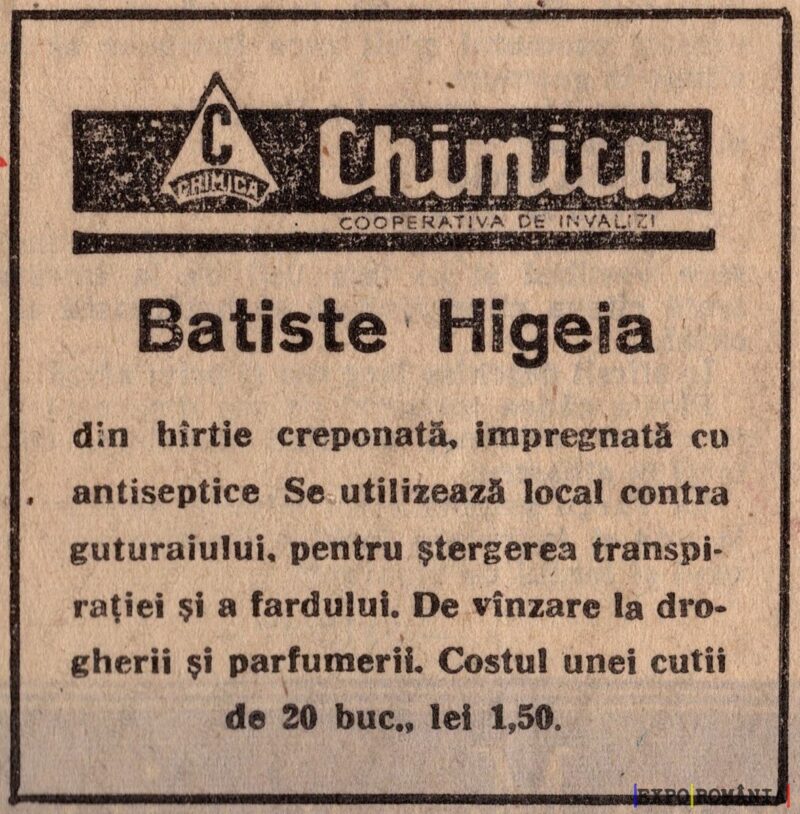 C
CHIMICA
Chimica
COOPERATIVA DE INVALIZI
Batiste Higeia
din hîrtie creponată, impregnată cu
antiseptice Se utilizează local contra
guturaiului, pentru ştergerea transpi-
raţiei şi a fardului. De vînzare la dro-
gherii şi parfumerii. Costul unei cutii
de 20 buc., lei 1,50.
EXPO ROMÂNIA